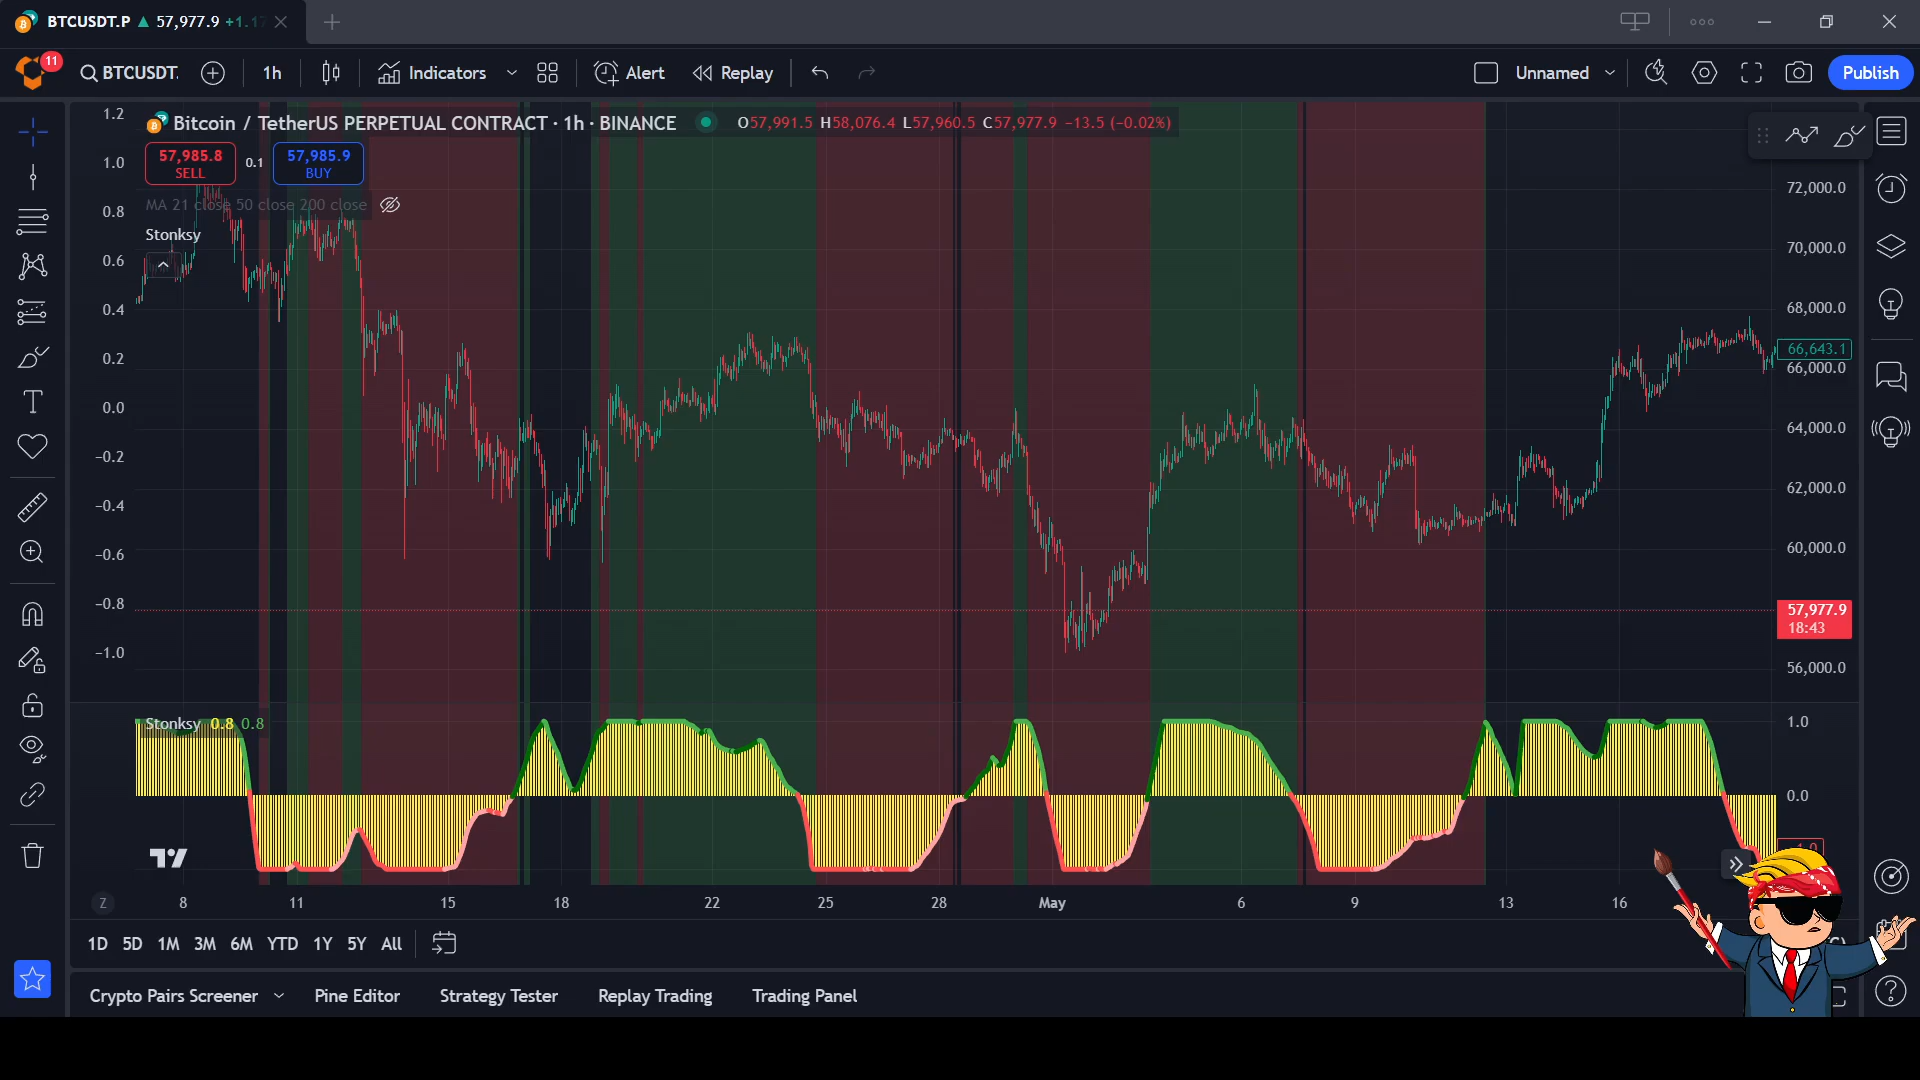 BTCUSDT.P ▲ 57,977.9 +1.17
11
BTCUSDT.
1h
Indicators
Alert
Replay
Unnamed
Publish
Bitcoin / TetherUS PERPETUAL CONTRACT · 1h · BINANCE
O57,991.5 H58,076.4 L57,960.5 C57,977.9 −13.5 (−0.02%)
57,985.8
SELL
0.1
57,985.9
BUY
MA 21 close 50 close 200 close
Stonksy
1.2
1.0
0.8
0.6
0.4
0.2
0.0
−0.2
−0.4
−0.6
−0.8
−1.0
72,000.0
70,000.0
68,000.0
66,643.1
66,000.0
64,000.0
62,000.0
60,000.0
57,977.9
18:43
56,000.0
Stonksy 0.8 0.8
1.0
0.0
Z
8 11 15 18 22 25 28 May 6 9 13 16
1D 5D 1M 3M 6M YTD 1Y 5Y All
Crypto Pairs Screener
Pine Editor
Strategy Tester
Replay Trading
Trading Panel